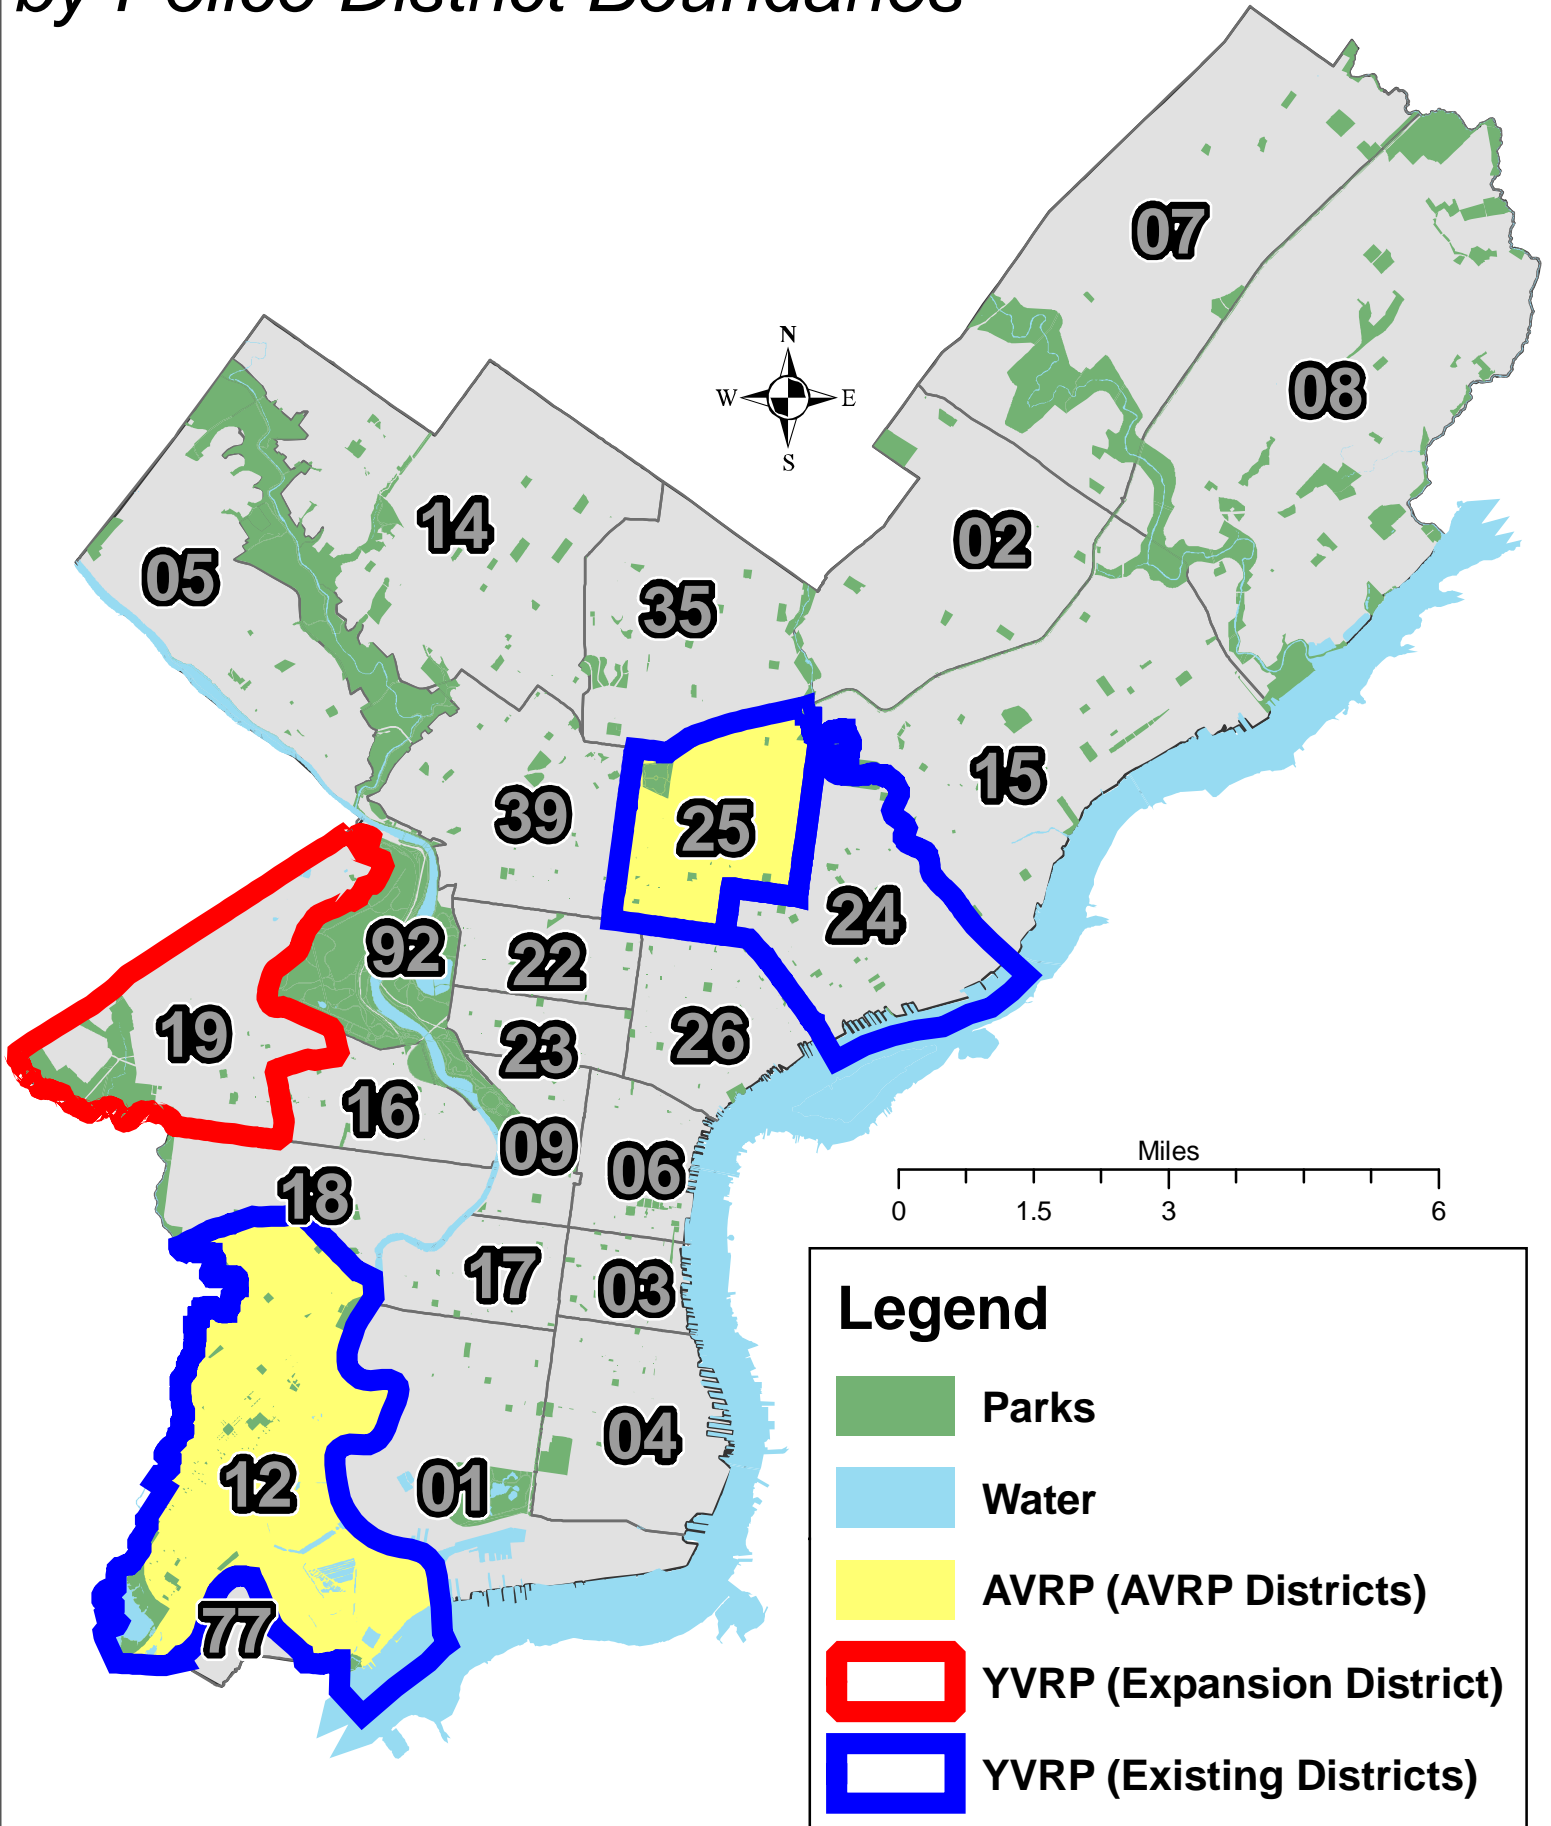 by Police District Boundaries
07
08
N
W E
S
14
02
05
35
15
39
25
24
92
22
19
23
26
16
09
06
18
17
03
04
12
01
77
Miles
0 1.5 3 6
Legend
Parks
Water
AVRP (AVRP Districts)
YVRP (Expansion District)
YVRP (Existing Districts)